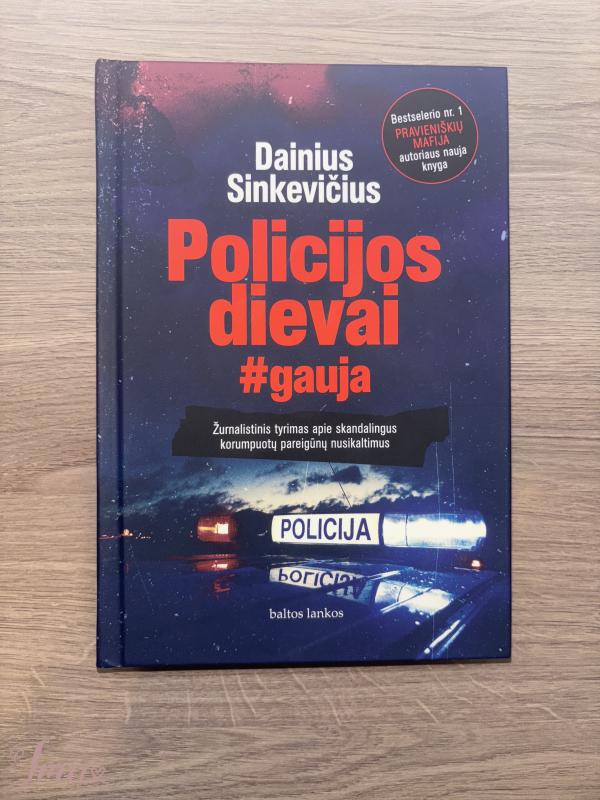 Bestselerio nr. 1
PRAVIENIŠKIŲ
MAFIJA
autoriaus nauja
knyga
Dainius
Sinkevičius
Policijos
dievai
#gauja
Žurnalistinis tyrimas apie skandalingus
korumpuotų pareigūnų nusikaltimus
POLICIJA
POLICIJA
baltos lankos